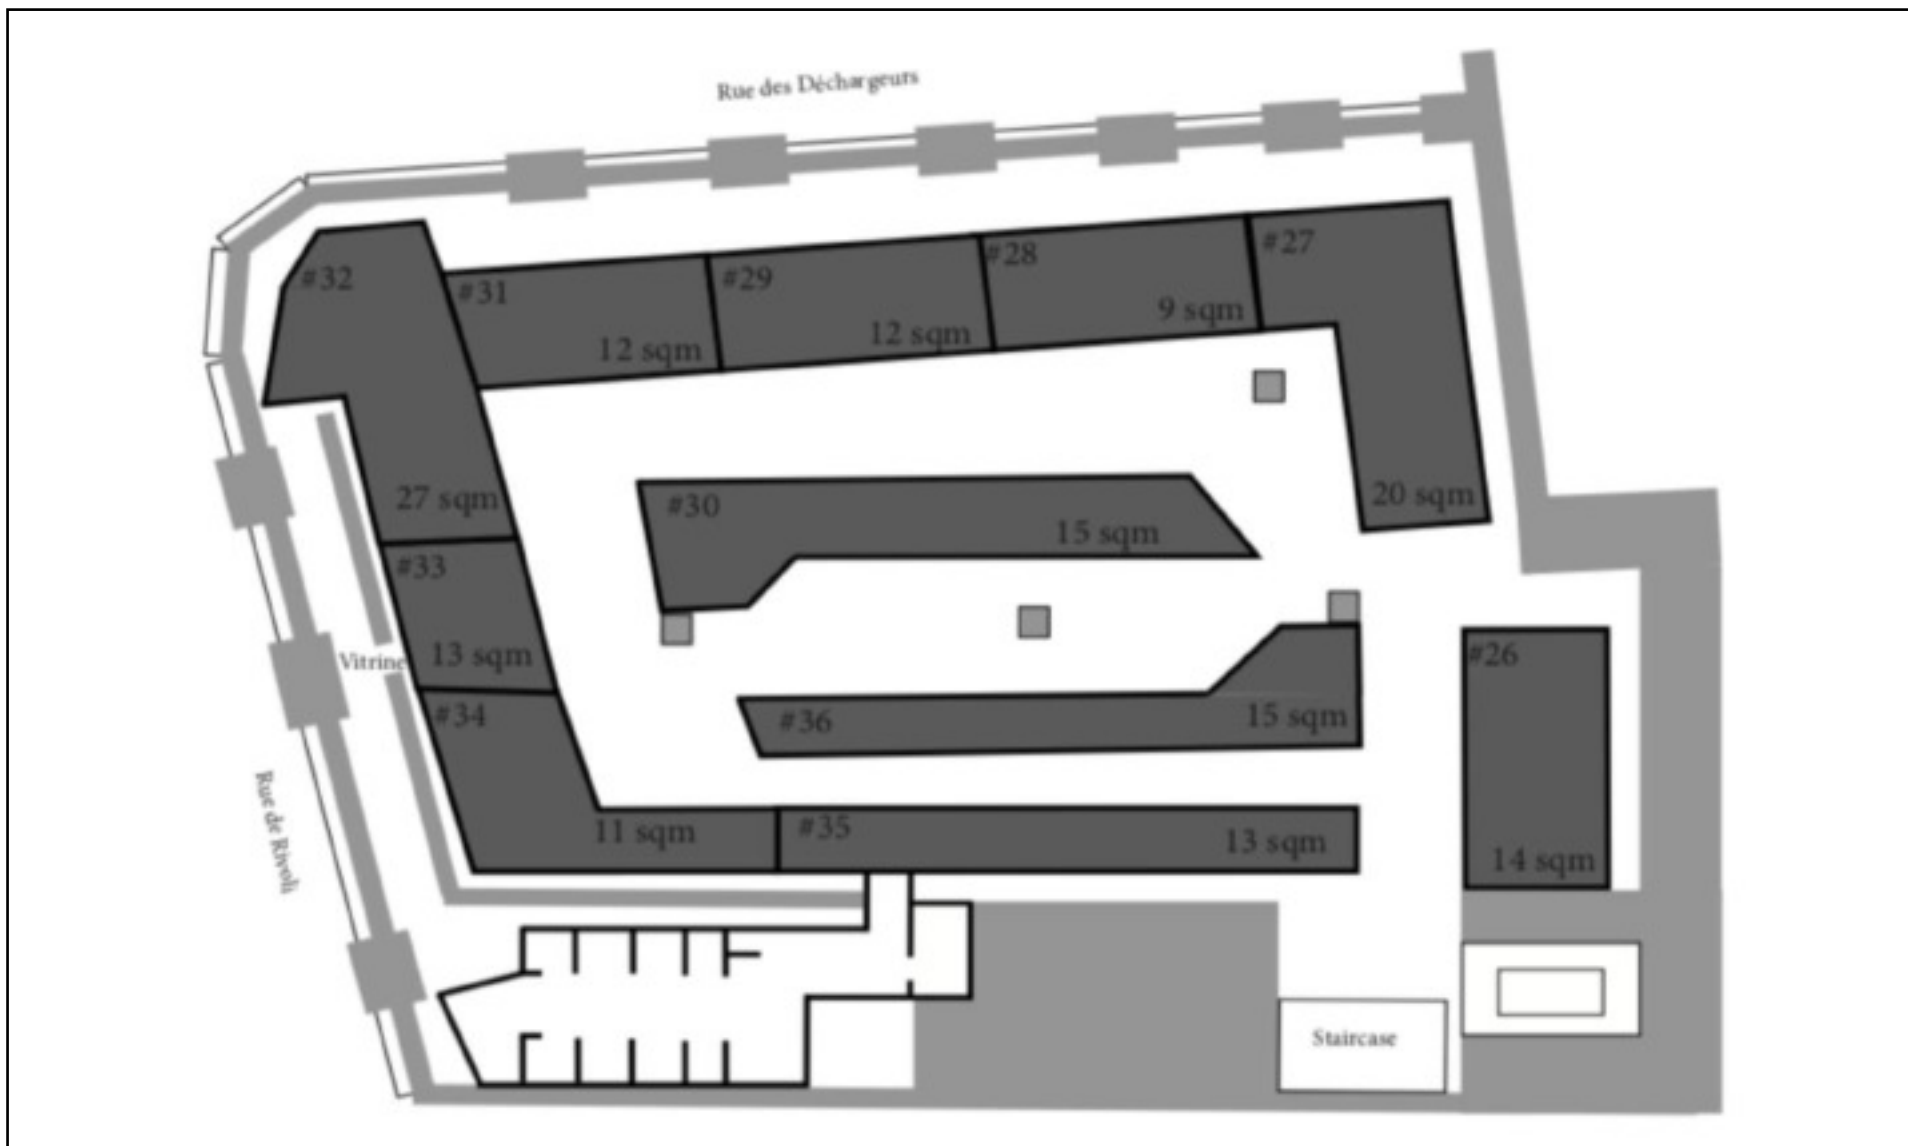 Rue des Déchargeurs
#27
#28
#29
#31
#32
9 sqm
12 sqm
12 sqm
27 sqm
20 sqm
#30
15 sqm
#33
13 sqm
Vitrine
#26
14 sqm
#34
11 sqm
#36
15 sqm
#35
13 sqm
Rue de Rivoli
Staircase